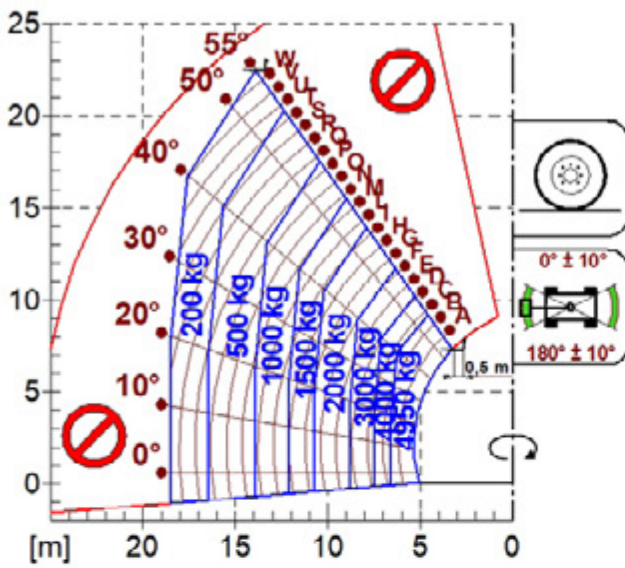 25
20
15
10
5
0
[m]
20
15
10
5
0
55°
50°
40°
30°
20°
10°
0°
W
V
U
T
S
R
Q
P
O
N
M
L
I
H
G
F
E
D
C
B
A
200 kg
500 kg
1000 kg
1500 kg
2000 kg
3000 kg
4000 kg
4950 kg
0,5 m
0° ± 10°
180° ± 10°